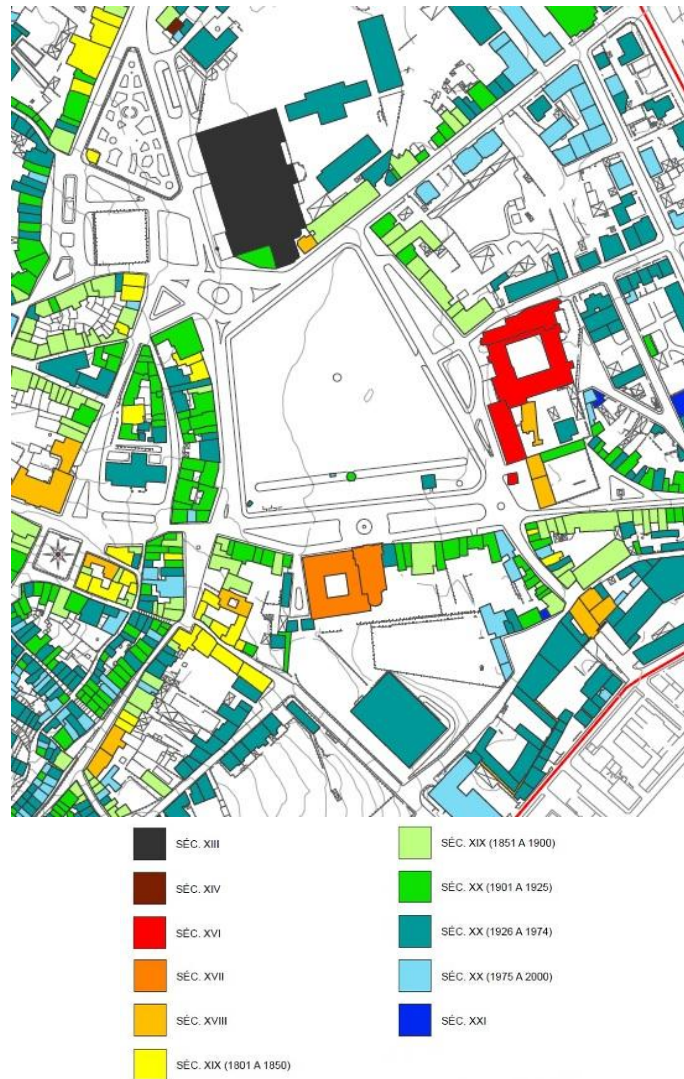 SÉC. XIII
SÉC. XIV
SÉC. XVI
SÉC. XVII
SÉC. XVIII
SÉC. XIX (1801 A 1850)
SÉC. XIX (1851 A 1900)
SÉC. XX (1901 A 1925)
SÉC. XX (1926 A 1974)
SÉC. XX (1975 A 2000)
SÉC. XXI